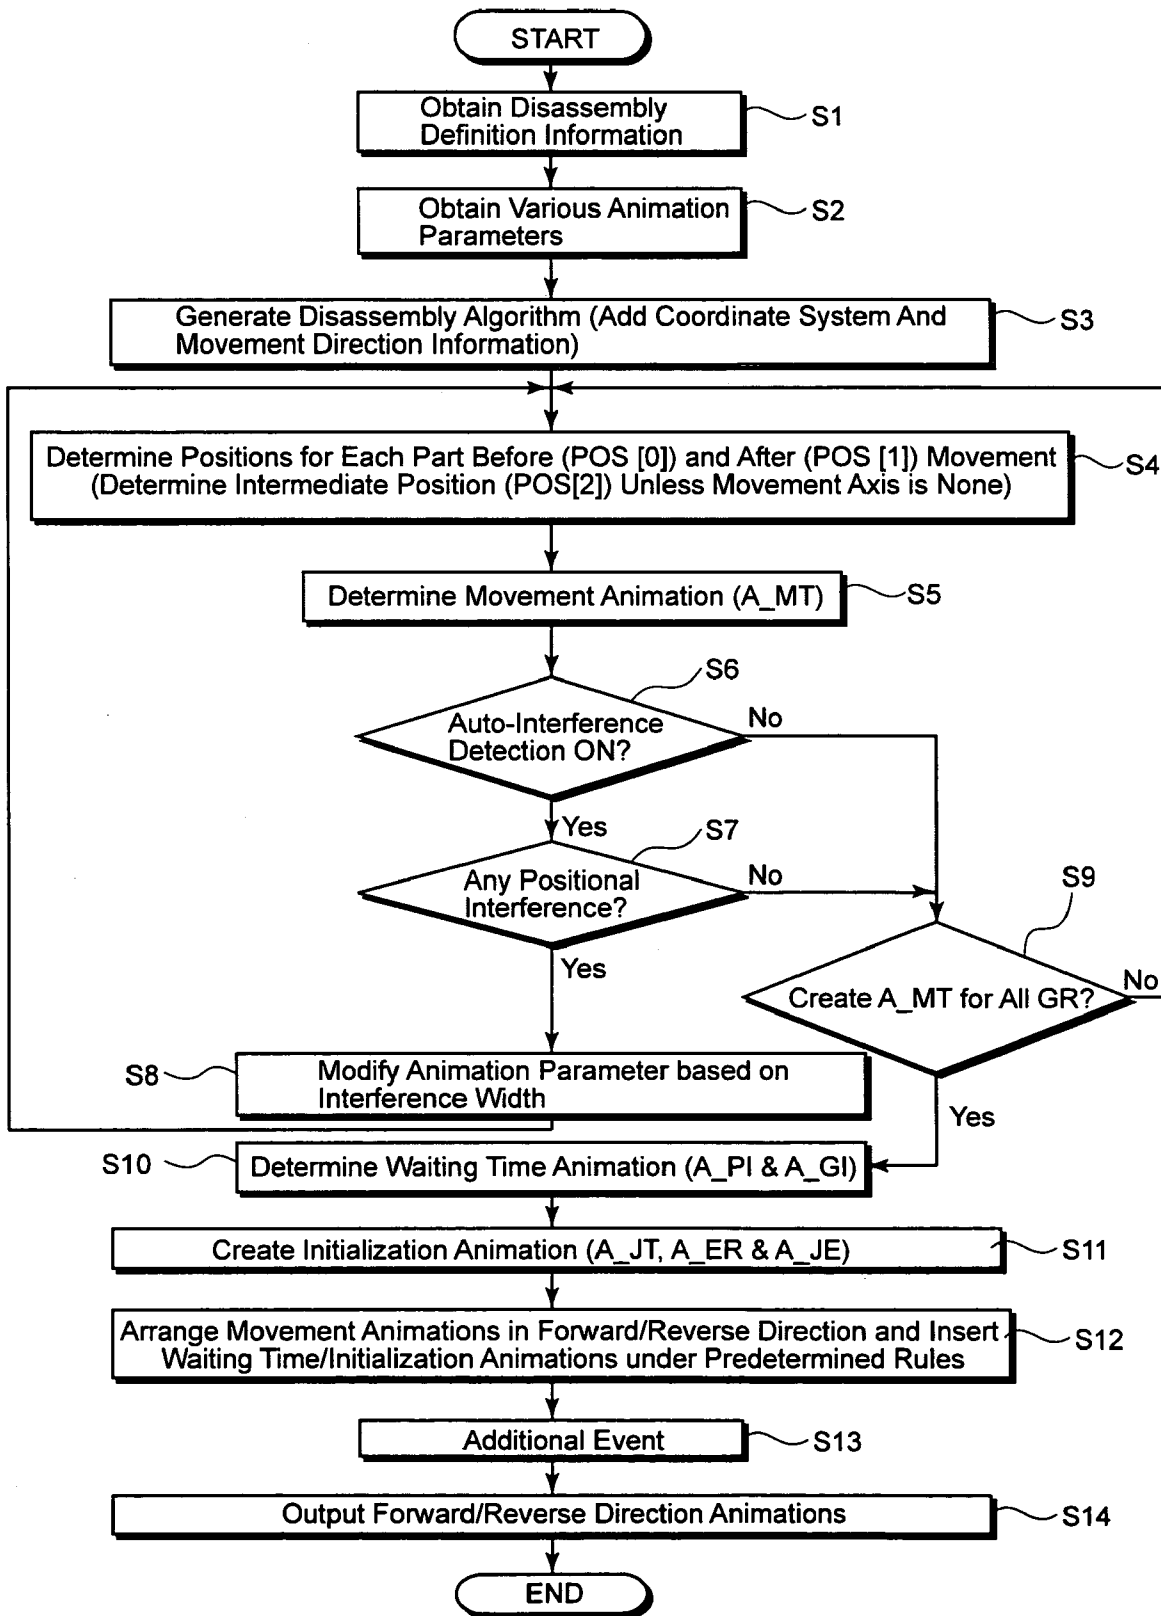 START
Obtain Disassembly
Definition Information
S1
Obtain Various Animation
Parameters
S2
Generate Disassembly Algorithm (Add Coordinate System And
Movement Direction Information)
S3
Determine Positions for Each Part Before (POS [0]) and After (POS [1]) Movement
(Determine Intermediate Position (POS[2]) Unless Movement Axis is None)
S4
Determine Movement Animation (A_MT)
S5
S6
Auto-Interference
Detection ON?
No
Yes
S7
Any Positional
Interference?
No
Yes
S9
Create A_MT for All GR?
No
Yes
S8
Modify Animation Parameter based on
Interference Width
S10
Determine Waiting Time Animation (A_PI & A_GI)
Create Initialization Animation (A_JT, A_ER & A_JE)
S11
Arrange Movement Animations in Forward/Reverse Direction and Insert
Waiting Time/Initialization Animations under Predetermined Rules
S12
Additional Event
S13
Output Forward/Reverse Direction Animations
S14
END